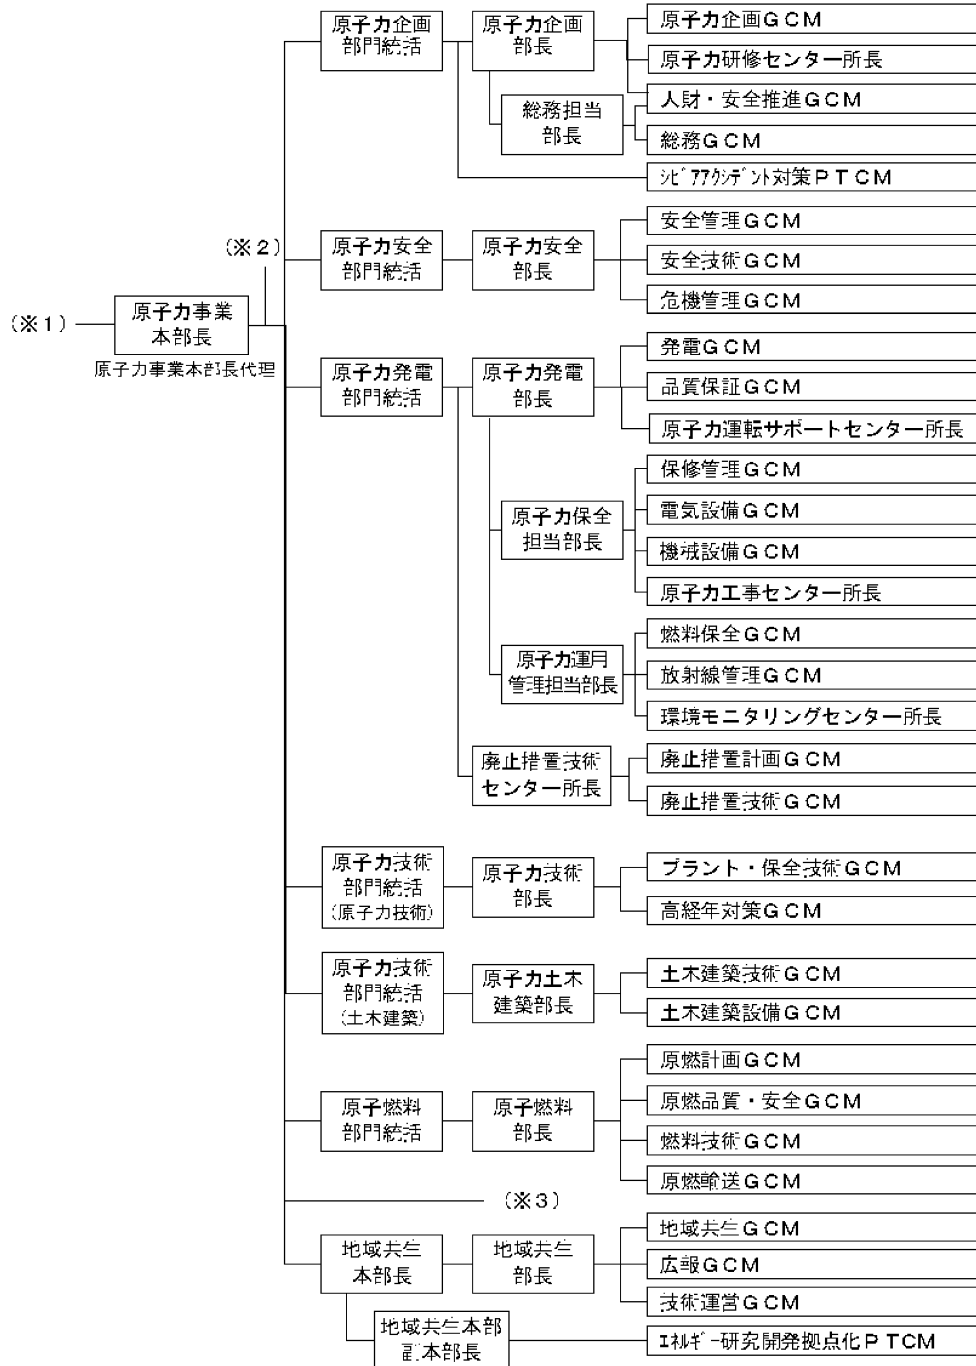 原子力企画
部門統括
原子力企画
部長
原子力企画ＧＣＭ
原子力研修センター所長
総務担当
部長
人財・安全推進ＧＣＭ
総務ＧＣＭ
ｼﾋﾞｱｱｸｼﾃﾞﾝﾄ対策ＰＴＣＭ
(※２)
原子力安全
部門統括
原子力安全
部長
安全管理ＧＣＭ
安全技術ＧＣＭ
危機管理ＧＣＭ
(※１)
原子力事業
本部長
原子力事業本部長代理
原子力発電
部門統括
原子力発電
部長
発電ＧＣＭ
品質保証ＧＣＭ
原子力運転サポートセンター所長
原子力保全
担当部長
保修管理ＧＣＭ
電気設備ＧＣＭ
機械設備ＧＣＭ
原子力工事センター所長
原子力運用
管理担当部長
燃料保全ＧＣＭ
放射線管理ＧＣＭ
環境モニタリングセンター所長
廃止措置技術
センター所長
廃止措置計画ＧＣＭ
廃止措置技術ＧＣＭ
原子力技術
部門統括
(原子力技術)
原子力技術
部長
プラント・保全技術ＧＣＭ
高経年対策ＧＣＭ
原子力技術
部門統括
(土木建築)
原子力土木
建築部長
土木建築技術ＧＣＭ
土木建築設備ＧＣＭ
原子燃料
部門統括
原子燃料
部長
原燃計画ＧＣＭ
原燃品質・安全ＧＣＭ
燃料技術ＧＣＭ
原燃輸送ＧＣＭ
(※３)
地域共生
本部長
地域共生
部長
地域共生ＧＣＭ
広報ＧＣＭ
技術運営ＧＣＭ
地域共生本部
副本部長
ｴﾈﾙｷﾞｰ研究開発拠点化ＰＴＣＭ